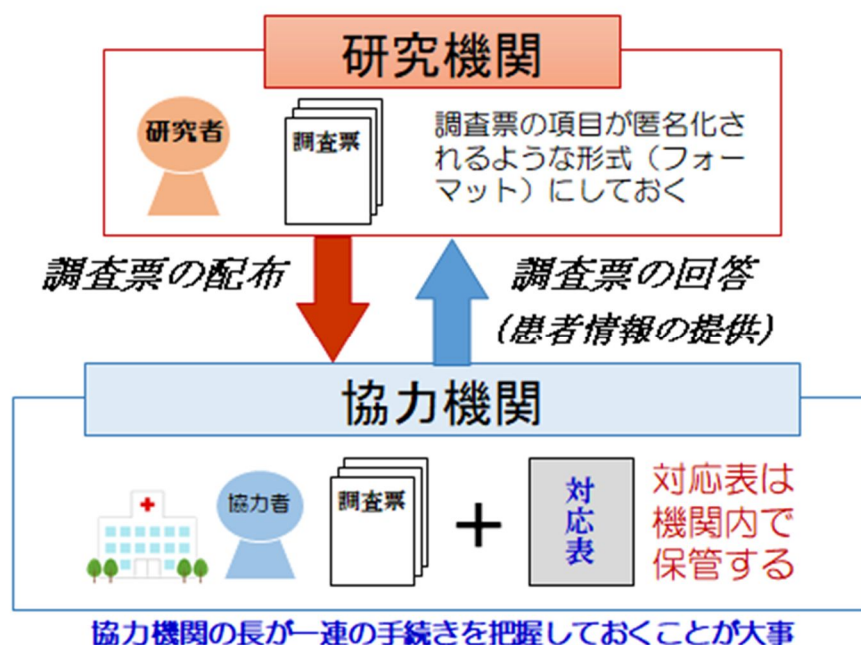 研究機関
研究者
調査票
調査票の項目が匿名化さ
れるような形式（フォー
マット）にしておく
調査票の配布
調査票の回答
(患者情報の提供)
協力機関
協力者
調査票
+
対応表
対応表は
機関内で
保管する
協力機関の長が一連の手続きを把握しておくことが大事